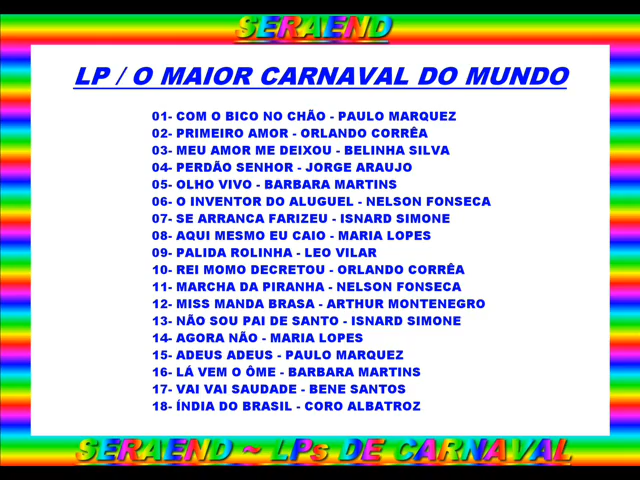 SERAEND
LP / O MAIOR CARNAVAL DO MUNDO
01- COM O BICO NO CHÃO - PAULO MARQUEZ
02- PRIMEIRO AMOR - ORLANDO CORRÊA
03- MEU AMOR ME DEIXOU - BELINHA SILVA
04- PERDÃO SENHOR - JORGE ARAUJO
05- OLHO VIVO - BARBARA MARTINS
06- O INVENTOR DO ALUGUEL - NELSON FONSECA
07- SE ARRANCA FARIZEU - ISNARD SIMONE
08- AQUI MESMO EU CAIO - MARIA LOPES
09- PALIDA ROLINHA - LEO VILAR
10- REI MOMO DECRETOU - ORLANDO CORRÊA
11- MARCHA DA PIRANHA - NELSON FONSECA
12- MISS MANDA BRASA - ARTHUR MONTENEGRO
13- NÃO SOU PAI DE SANTO - ISNARD SIMONE
14- AGORA NÃO - MARIA LOPES
15- ADEUS ADEUS - PAULO MARQUEZ
16- LÁ VEM O ÔME - BARBARA MARTINS
17- VAI VAI SAUDADE - BENE SANTOS
18- ÍNDIA DO BRASIL - CORO ALBATROZ
SERAEND ~ LPs DE CARNAVAL